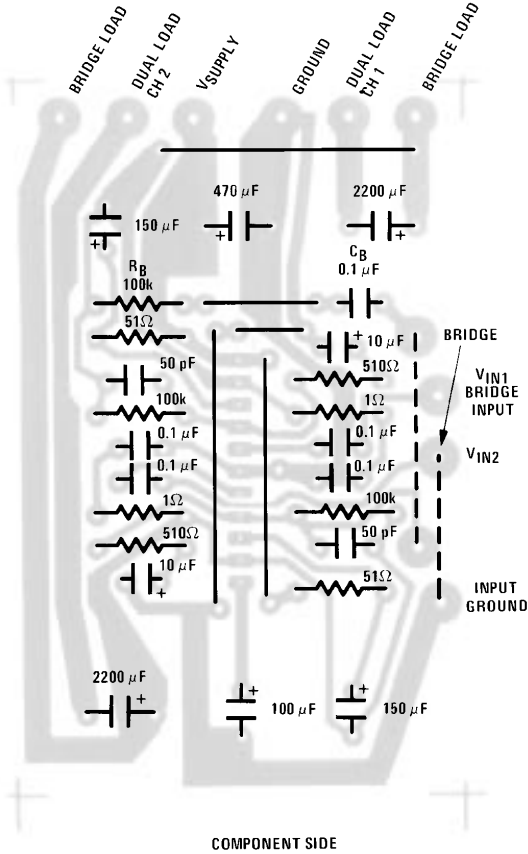 BRIDGE LOAD
DUAL LOAD
CH 2
VSUPPLY
GROUND
DUAL LOAD
CH 1
BRIDGE LOAD
470 μF
2200 μF
+ 150 μF
+
+
RB
100k
CB
0.1 μF
51Ω
+ 10 μF
BRIDGE
50 pF
510Ω
VIN1
BRIDGE
INPUT
100k
1Ω
0.1 μF
0.1 μF
VIN2
0.1 μF
0.1 μF
1Ω
100k
510Ω
50 pF
10 μF
+
51Ω
INPUT
GROUND
2200 μF
+
+
100 μF
+
150 μF
COMPONENT SIDE